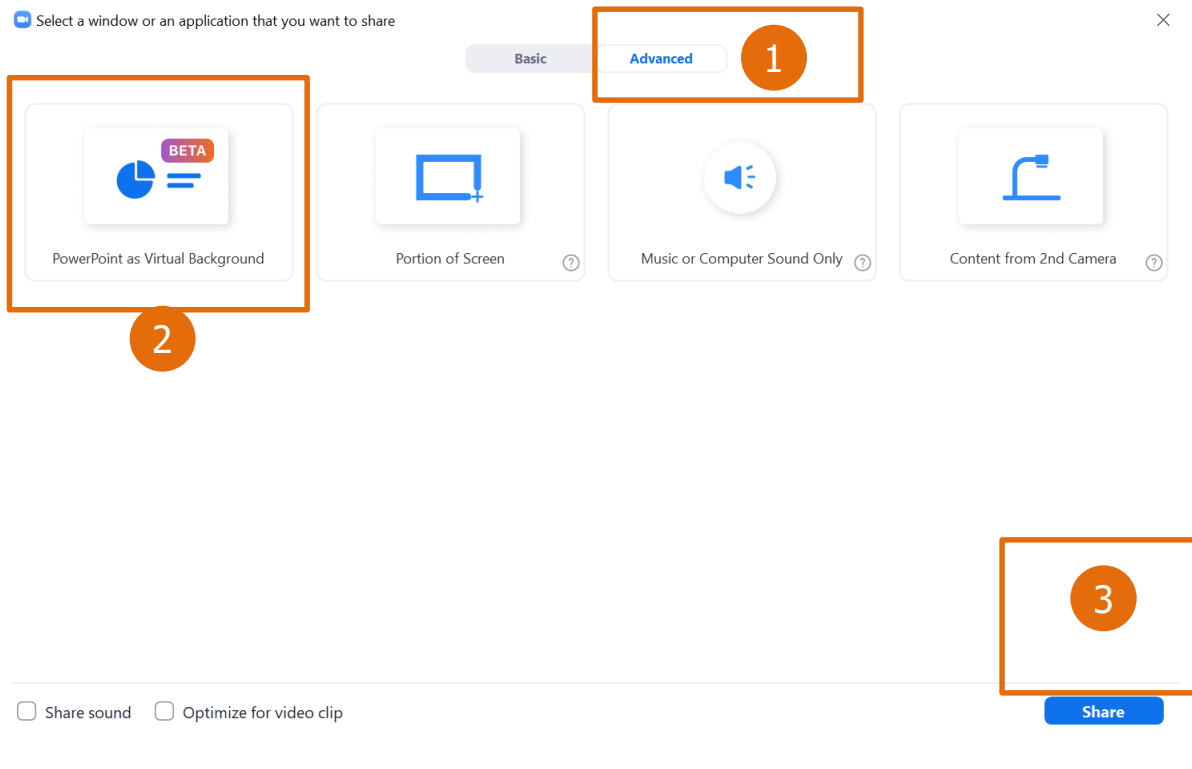 Select a window or an application that you want to share
Basic
Advanced
1
BETA
PowerPoint as Virtual Background
Portion of Screen
?
Music or Computer Sound Only
?
Content from 2nd Camera
?
2
3
Share sound
Optimize for video clip
Share